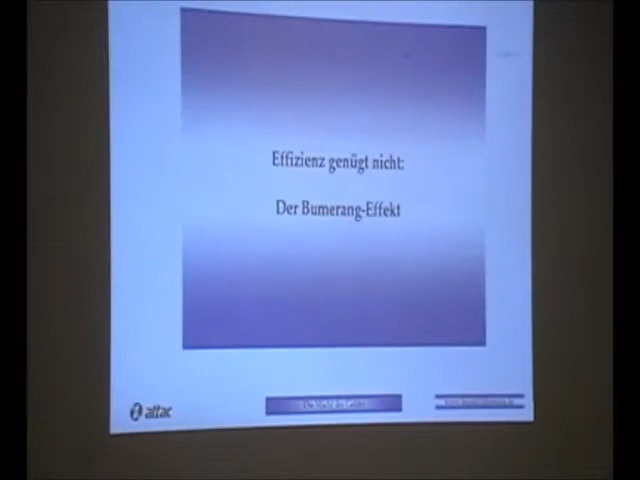 Effizienz genügt nicht:
Der Bumerang-Effekt
attac